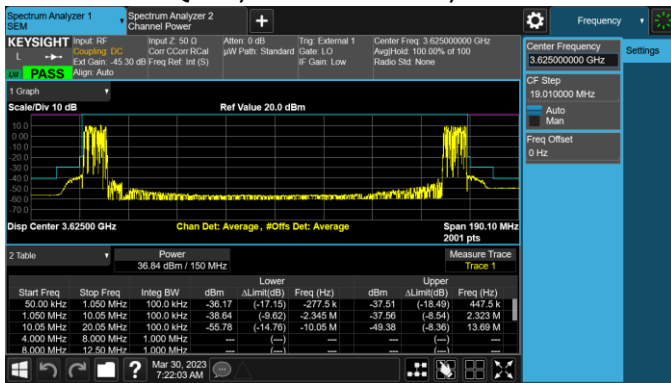 Spectrum Analyzer 1
SEM
Spectrum Analyzer 2
Channel Power
+
Frequency
KEYSIGHT
L
LW PASS
Input: RF
Coupling: DC
Ext Gain: -45.30 dB
Align: Auto
Input Z: 50 Ω
Corr CCorr RCal
Freq Ref: Int (S)
Atten: 0 dB
µW Path: Standard
Trig: External 1
Gate: LO
IF Gain: Low
Center Freq: 3.625000000 GHz
Avg|Hold: 100.00% of 100
Radio Std: None
Center Frequency
3.625000000 GHz
Settings
CF Step
19.010000 MHz
Auto
Man
Freq Offset
0 Hz
1 Graph
Scale/Div 10 dB
Ref Value 20.0 dBm
10.0
0.00
-10.0
-20.0
-30.0
-40.0
-50.0
-60.0
-70.0
Disp Center 3.62500 GHz
Chan Det: Average, #Offs Det: Average
Span 190.10 MHz
2001 pts
2 Table
Power
36.84 dBm / 150 MHz
Measure Trace
Trace 1
Lower Upper
Start Freq Stop Freq Integ BW dBm ΔLimit(dB) Freq (Hz) dBm ΔLimit(dB) Freq (Hz)
50.00 kHz 1.050 MHz 100.0 kHz -36.17 (-17.15) -277.5 k -37.51 (-18.49) 447.5 k
1.050 MHz 10.05 MHz 100.0 kHz -38.64 (-9.62) -2.345 M -37.56 (-8.54) 2.323 M
10.05 MHz 20.05 MHz 100.0 kHz -55.78 (-14.76) -10.05 M -49.38 (-8.36) 13.69 M
4.000 MHz 8.000 MHz 1.000 MHz --- (---) --- --- (---) ---
8.000 MHz 12.50 MHz 1.000 MHz --- (---) --- --- (---) ---
?
Mar 30, 2023
7:22:03 AM